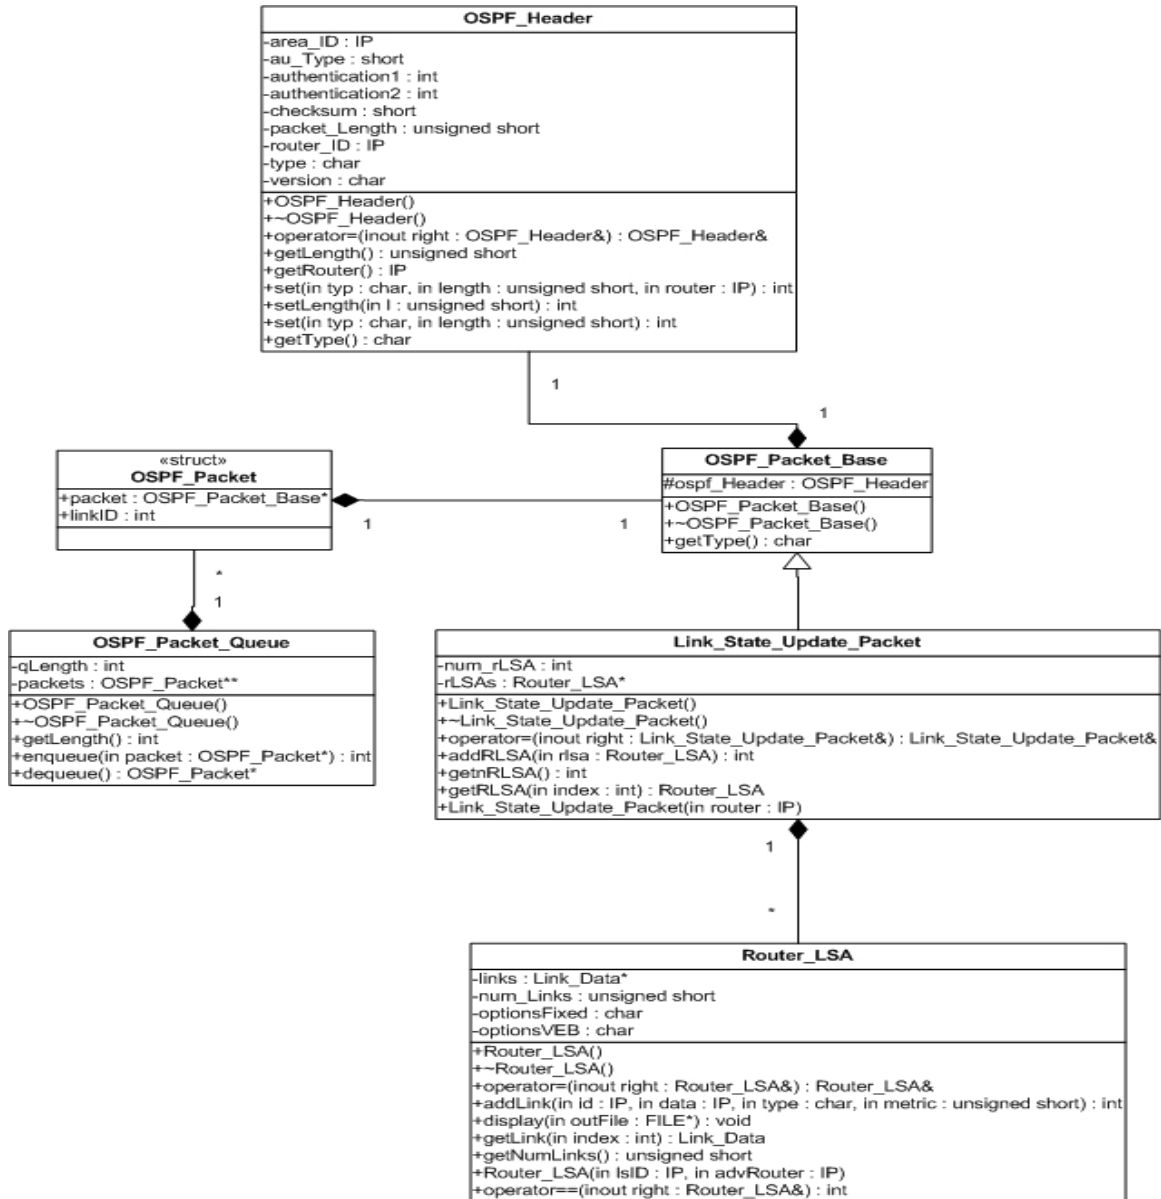 OSPF_Header
-area_ID : IP
-au_Type : short
-authentication1 : int
-authentication2 : int
-checksum : short
-packet_Length : unsigned short
-router_ID : IP
-type : char
-version : char
+OSPF_Header()
+~OSPF_Header()
+operator=(inout right : OSPF_Header&) : OSPF_Header&
+getLength() : unsigned short
+getRouter() : IP
+set(in typ : char, in length : unsigned short, in router : IP) : int
+setLength(in l : unsigned short) : int
+set(in typ : char, in length : unsigned short) : int
+getType() : char
1
1
«struct»
OSPF_Packet
+packet : OSPF_Packet_Base*
+linkID : int
1
1
OSPF_Packet_Base
#ospf_Header : OSPF_Header
+OSPF_Packet_Base()
+~OSPF_Packet_Base()
+getType() : char
*
1
OSPF_Packet_Queue
-qLength : int
-packets : OSPF_Packet**
+OSPF_Packet_Queue()
+~OSPF_Packet_Queue()
+getLength() : int
+enqueue(in packet : OSPF_Packet*) : int
+dequeue() : OSPF_Packet*
Link_State_Update_Packet
-num_rLSA : int
-rLSAs : Router_LSA*
+Link_State_Update_Packet()
+~Link_State_Update_Packet()
+operator=(inout right : Link_State_Update_Packet&) : Link_State_Update_Packet&
+addRLSA(in rlsa : Router_LSA) : int
+getnRLSA() : int
+getRLSA(in index : int) : Router_LSA
+Link_State_Update_Packet(in router : IP)
1
*
Router_LSA
-links : Link_Data*
-num_Links : unsigned short
-optionsFixed : char
-optionsVEB : char
+Router_LSA()
+~Router_LSA()
+operator=(inout right : Router_LSA&) : Router_LSA&
+addLink(in id : IP, in data : IP, in type : char, in metric : unsigned short) : int
+display(in outFile : FILE*) : void
+getLink(in index : int) : Link_Data
+getNumLinks() : unsigned short
+Router_LSA(in lsID : IP, in advRouter : IP)
+operator==(inout right : Router_LSA&) : int